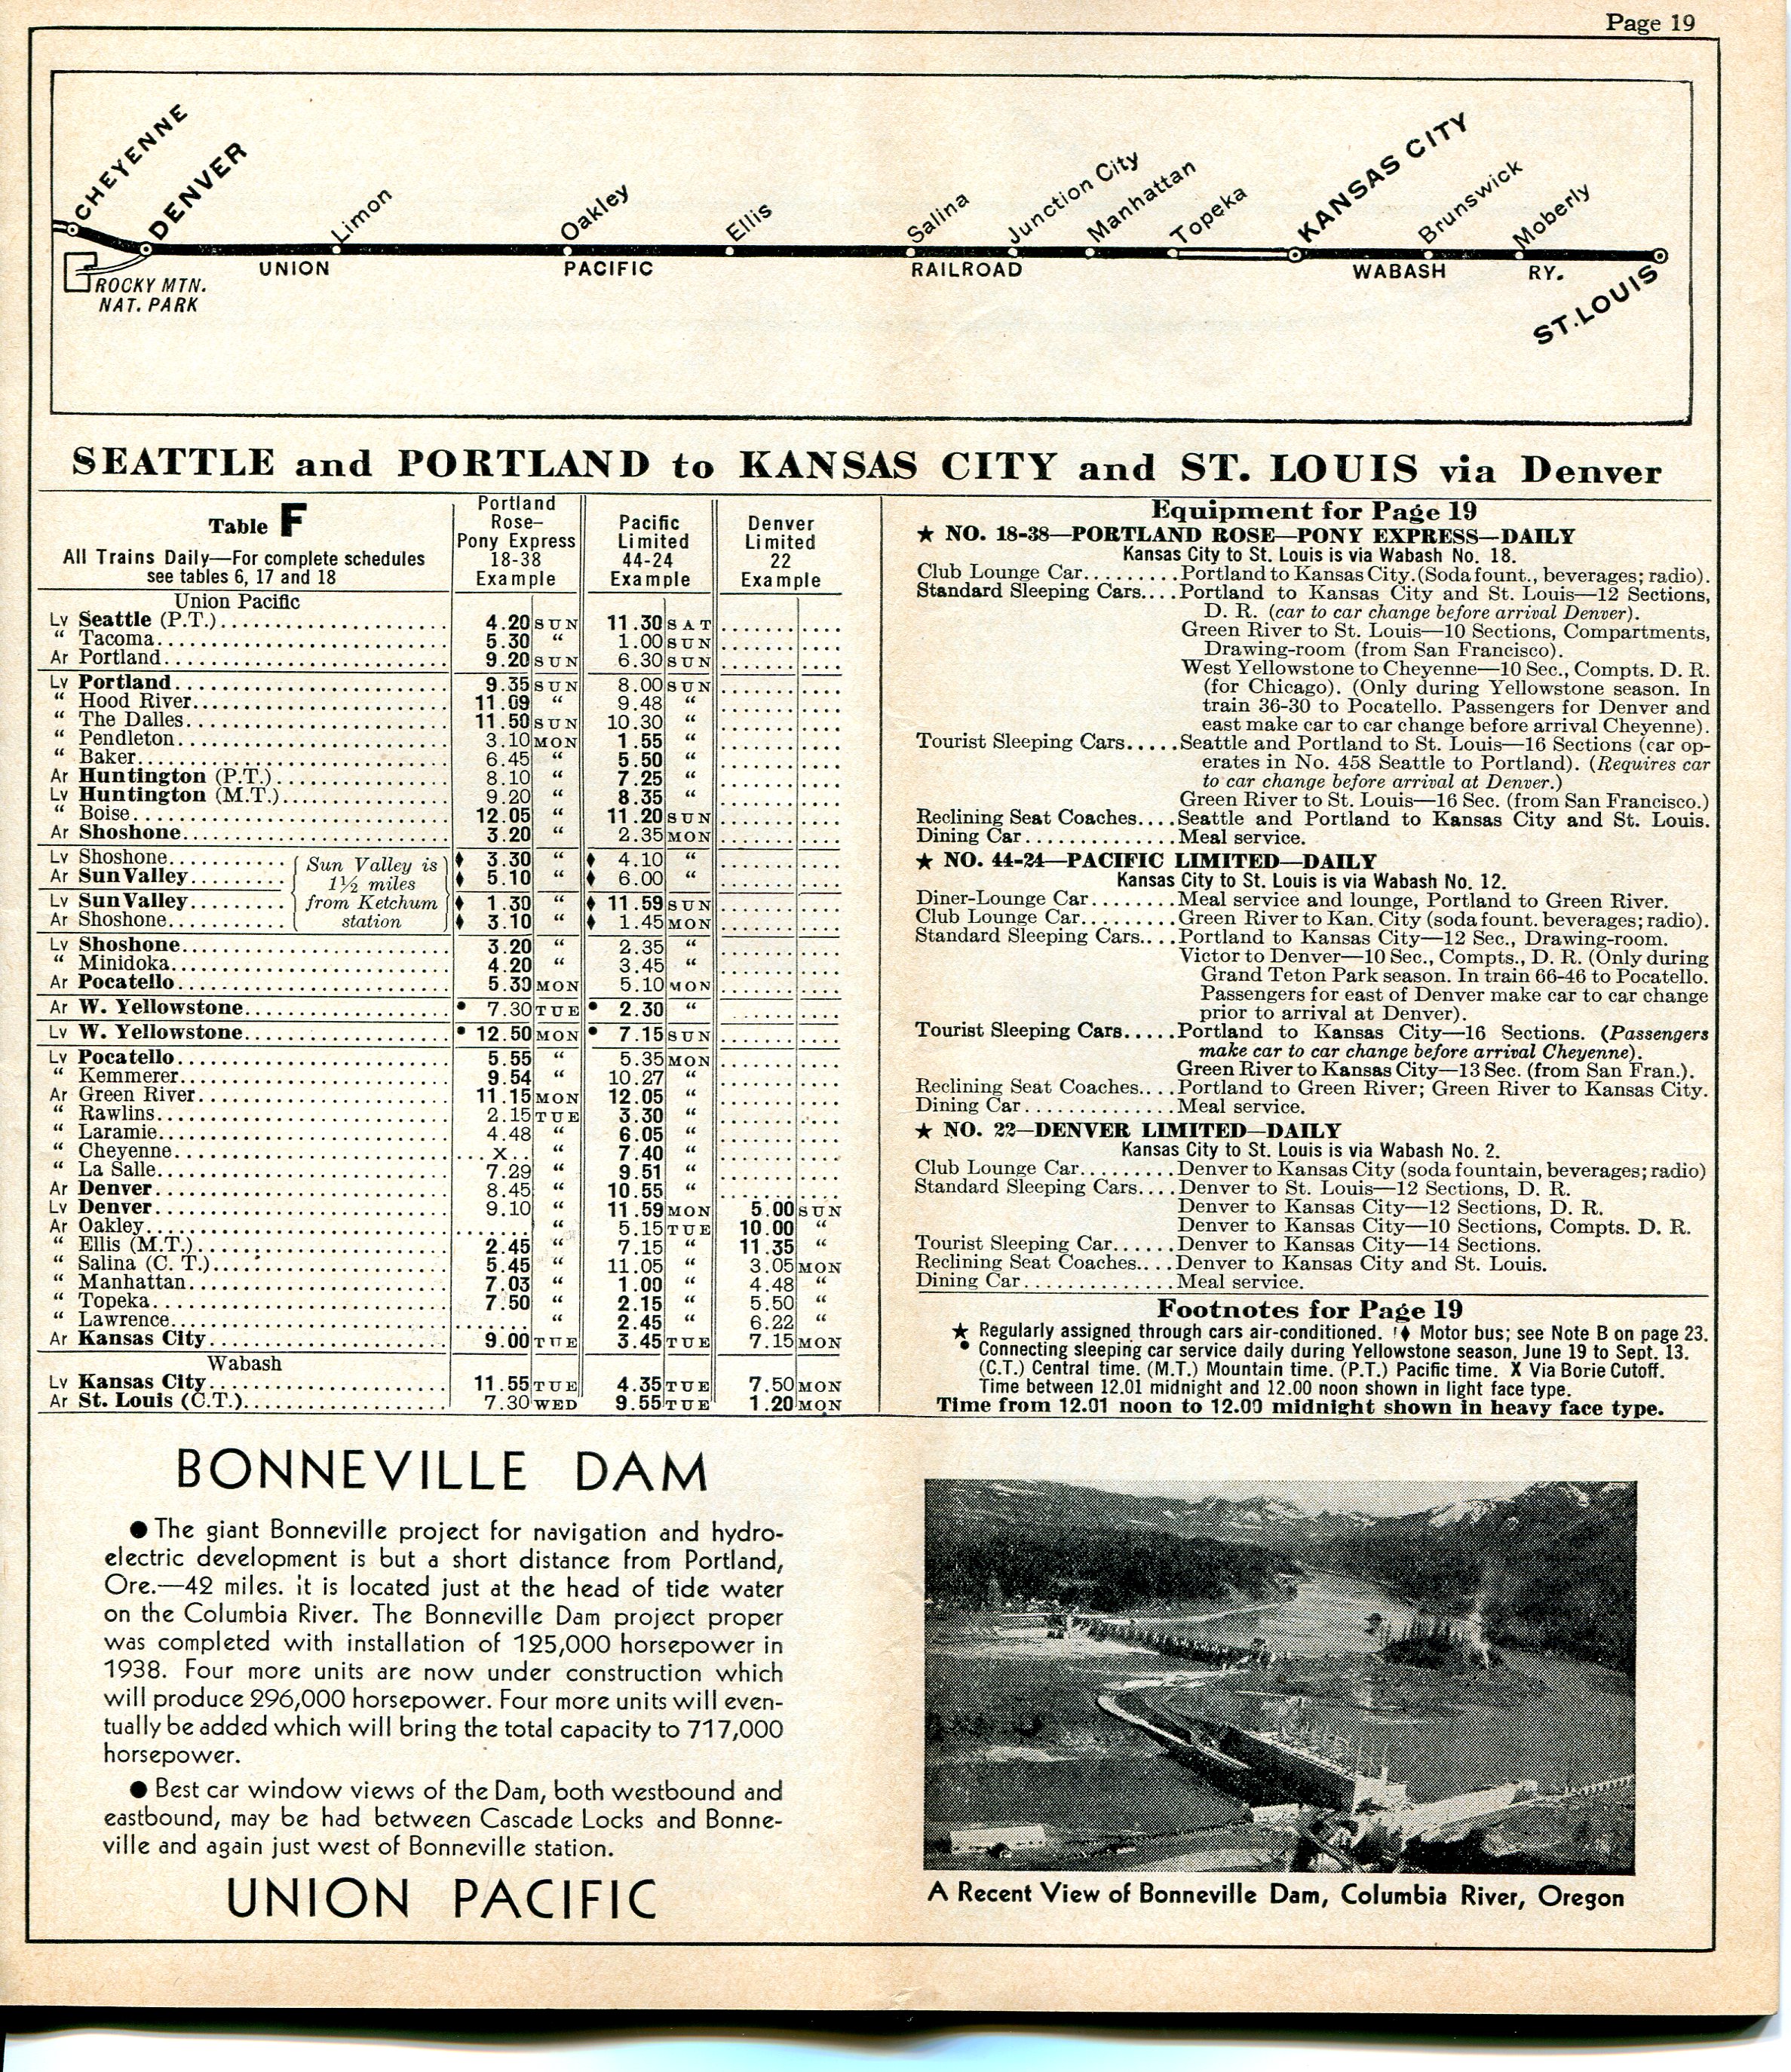 Page 19
CHEYENNE
DENVER
Limon
Oakley
Ellis
Salina
Junction City
Manhattan
Topeka
KANSAS CITY
Brunswick
Moberly
ST. LOUIS
UNION PACIFIC RAILROAD WABASH RY.
ROCKY MTN.
NAT. PARK
SEATTLE and PORTLAND to KANSAS CITY and ST. LOUIS via Denver
Table F
All Trains Daily—For complete schedules
see tables 6, 17 and 18
Portland
Rose–
Pony Express
18-38
Example
Pacific
Limited
44-24
Example
Denver
Limited
22
Example
Union Pacific
Lv Seattle (P.T.) 4.20 SUN 11.30 SAT
“ Tacoma 5.30 “ 1.00 SUN
Ar Portland 9.20 SUN 6.30 SUN
Lv Portland 9.35 SUN 8.00 SUN
“ Hood River 11.09 “ 9.48 “
“ The Dalles 11.50 SUN 10.30 “
“ Pendleton 3.10 MON 1.55 “
“ Baker 6.45 “ 5.50 “
Ar Huntington (P.T.) 8.10 “ 7.25 “
Lv Huntington (M.T.) 9.20 “ 8.35 “
“ Boise 12.05 “ 11.20 SUN
Ar Shoshone 3.20 “ 2.35 MON
Lv Shoshone ♦ 3.30 “ ♦ 4.10 “
Ar Sun Valley ♦ 5.10 “ ♦ 6.00 “
Lv Sun Valley ♦ 1.30 “ ♦ 11.59 SUN
Ar Shoshone ♦ 3.10 “ ♦ 1.45 MON
Sun Valley is
1½ miles
from Ketchum
station
Lv Shoshone 3.20 “ 2.35 “
“ Minidoka 4.20 “ 3.45 “
Ar Pocatello 5.30 MON 5.10 MON
Ar W. Yellowstone • 7.30 TUE • 2.30 “
Lv W. Yellowstone • 12.50 MON • 7.15 SUN
Lv Pocatello 5.55 “ 5.35 MON
“ Kemmerer 9.54 “ 10.27 “
Ar Green River 11.15 MON 12.05 “
“ Rawlins 2.15 TUE 3.30 “
“ Laramie 4.48 “ 6.05 “
“ Cheyenne x “ 7.40 “
“ La Salle 7.29 “ 9.51 “
Ar Denver 8.45 “ 10.55 “
Lv Denver 9.10 “ 11.59 MON 5.00 SUN
Ar Oakley “ 5.15 TUE 10.00 “
“ Ellis (M.T.) 2.45 “ 7.15 “ 11.35 “
“ Salina (C. T.) 5.45 “ 11.05 “ 3.05 MON
“ Manhattan 7.03 “ 1.00 “ 4.48 “
“ Topeka 7.50 “ 2.15 “ 5.50 “
“ Lawrence “ 2.45 “ 6.22 “
Ar Kansas City 9.00 TUE 3.45 TUE 7.15 MON
Wabash
Lv Kansas City 11.55 TUE 4.35 TUE 7.50 MON
Ar St. Louis (C.T.) 7.30 WED 9.55 TUE 1.20 MON
Equipment for Page 19
★ NO. 18-38—PORTLAND ROSE—PONY EXPRESS—DAILY
Kansas City to St. Louis is via Wabash No. 18.
Club Lounge Car.........Portland to Kansas City. (Soda fount., beverages; radio).
Standard Sleeping Cars....Portland to Kansas City and St. Louis—12 Sections,
D. R. (car to car change before arrival Denver).
Green River to St. Louis—10 Sections, Compartments,
Drawing-room (from San Francisco).
West Yellowstone to Cheyenne—10 Sec., Compts. D. R.
(for Chicago). (Only during Yellowstone season. In
train 36-30 to Pocatello. Passengers for Denver and
east make car to car change before arrival Cheyenne).
Tourist Sleeping Cars.....Seattle and Portland to St. Louis—16 Sections (car op-
erates in No. 458 Seattle to Portland). (Requires car
to car change before arrival at Denver.)
Green River to St. Louis—16 Sec. (from San Francisco.)
Reclining Seat Coaches....Seattle and Portland to Kansas City and St. Louis.
Dining Car.............Meal service.
★ NO. 44-24—PACIFIC LIMITED—DAILY
Kansas City to St. Louis is via Wabash No. 12.
Diner-Lounge Car........Meal service and lounge, Portland to Green River.
Club Lounge Car.........Green River to Kan. City (soda fount. beverages; radio).
Standard Sleeping Cars....Portland to Kansas City—12 Sec., Drawing-room.
Victor to Denver—10 Sec., Compts., D. R. (Only during
Grand Teton Park season. In train 66-46 to Pocatello.
Passengers for east of Denver make car to car change
prior to arrival at Denver).
Tourist Sleeping Cars.....Portland to Kansas City—16 Sections. (Passengers
make car to car change before arrival Cheyenne).
Green River to Kansas City—13 Sec. (from San Fran.).
Reclining Seat Coaches....Portland to Green River; Green River to Kansas City.
Dining Car.............Meal service.
★ NO. 22—DENVER LIMITED—DAILY
Kansas City to St. Louis is via Wabash No. 2.
Club Lounge Car.........Denver to Kansas City (soda fountain, beverages; radio)
Standard Sleeping Cars....Denver to St. Louis—12 Sections, D. R.
Denver to Kansas City—12 Sections, D. R.
Denver to Kansas City—10 Sections, Compts. D. R.
Tourist Sleeping Car......Denver to Kansas City—14 Sections.
Reclining Seat Coaches....Denver to Kansas City and St. Louis.
Dining Car.............Meal service.
Footnotes for Page 19
★ Regularly assigned through cars air-conditioned. ♦ Motor bus; see Note B on page 23.
• Connecting sleeping car service daily during Yellowstone season, June 19 to Sept. 13.
(C.T.) Central time. (M.T.) Mountain time. (P.T.) Pacific time. X Via Borie Cutoff.
Time between 12.01 midnight and 12.00 noon shown in light face type.
Time from 12.01 noon to 12.00 midnight shown in heavy face type.
BONNEVILLE DAM
● The giant Bonneville project for navigation and hydro-
electric development is but a short distance from Portland,
Ore.—42 miles. it is located just at the head of tide water
on the Columbia River. The Bonneville Dam project proper
was completed with installation of 125,000 horsepower in
1938. Four more units are now under construction which
will produce 296,000 horsepower. Four more units will even-
tually be added which will bring the total capacity to 717,000
horsepower.
● Best car window views of the Dam, both westbound and
eastbound, may be had between Cascade Locks and Bonne-
ville and again just west of Bonneville station.
UNION PACIFIC
A Recent View of Bonneville Dam, Columbia River, Oregon